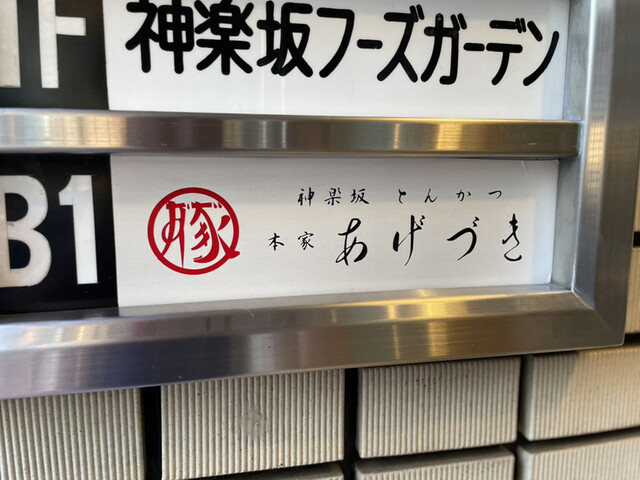 1F
神楽坂フーズガーデン
B1
豚
神楽坂 とんかつ
本家 あげづき